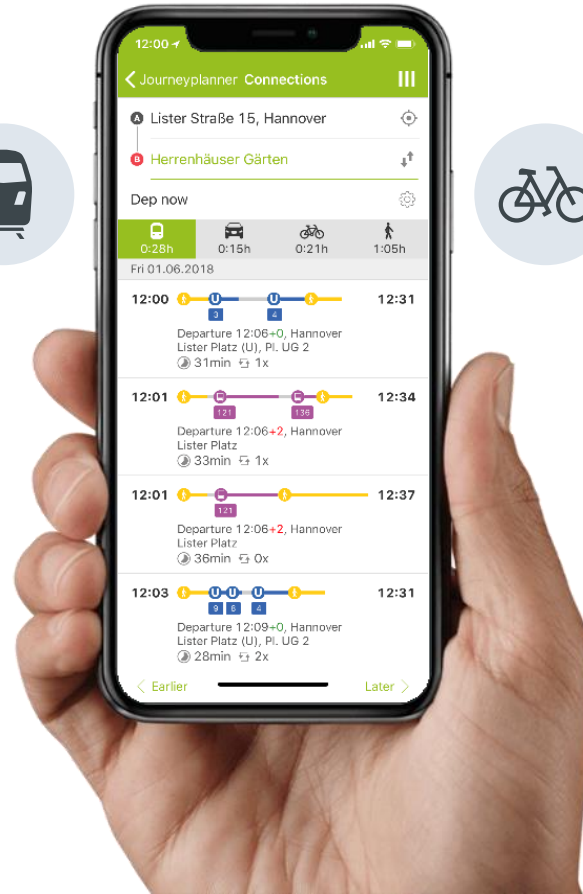 12:00
Journeyplanner Connections
A Lister Straße 15, Hannover
B Herrenhäuser Gärten
Dep now
0:28h 0:15h 0:21h 1:05h
Fri 01.06.2018
12:00 U U 12:31
3 4
Departure 12:06+0, Hannover
Lister Platz (U), Pl. UG 2
31min 1x
12:01 12:34
121 136
Departure 12:06+2, Hannover
Lister Platz
33min 1x
12:01 12:37
121
Departure 12:06+2, Hannover
Lister Platz
36min 0x
12:03 U U U 12:31
9 6 4
Departure 12:09+0, Hannover
Lister Platz (U), Pl. UG 2
28min 2x
Earlier Later